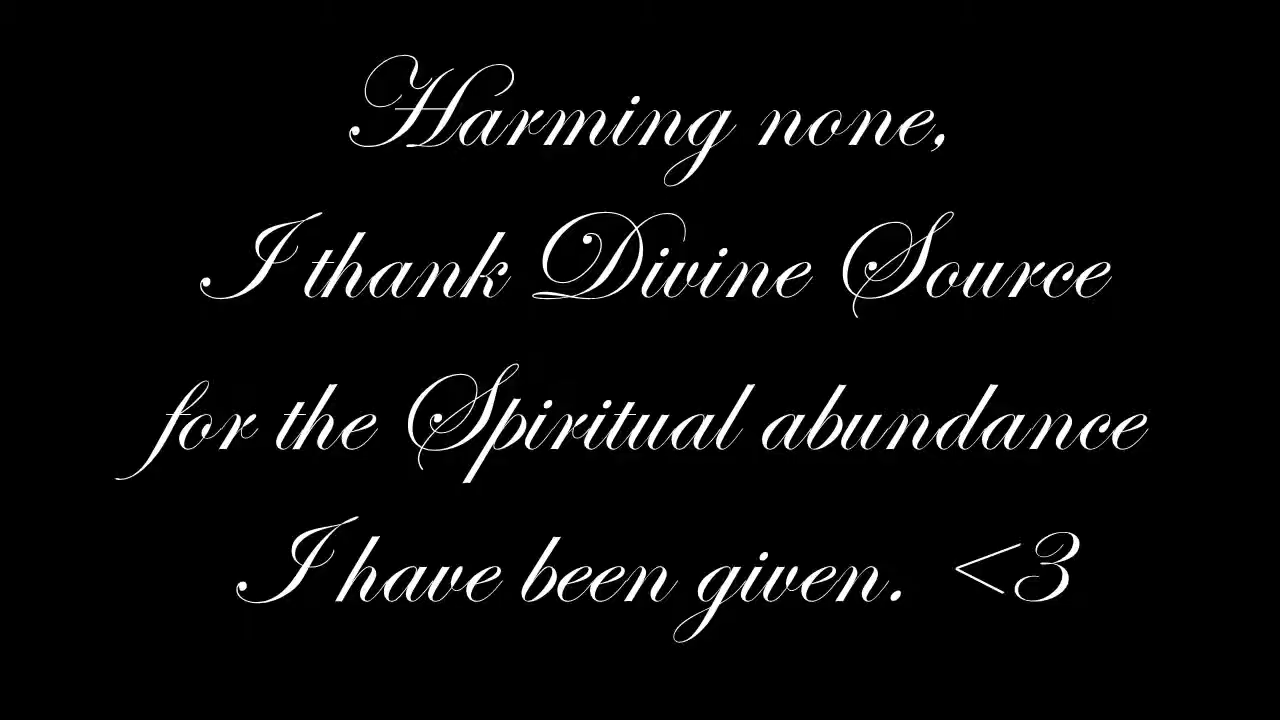 Harming none,
I thank Divine Source
for the Spiritual abundance
I have been given. <3